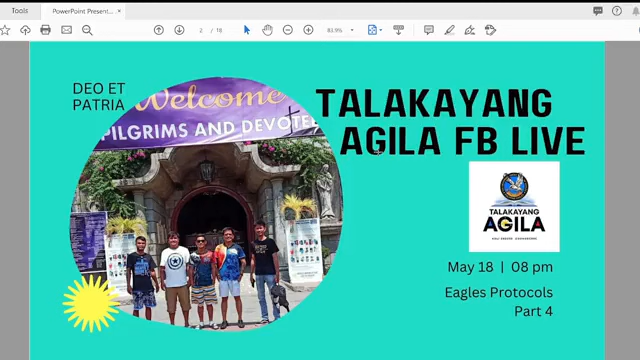 Tools
PowerPoint Present...
2 / 18
83.9%
DEO ET
PATRIA
Welcome
PILGRIMS AND DEVOTEE
TALAKAYANG
AGILA FB LIVE
TALAKAYANG
AGILA
May 18 | 08 pm
Eagles Protocols
Part 4